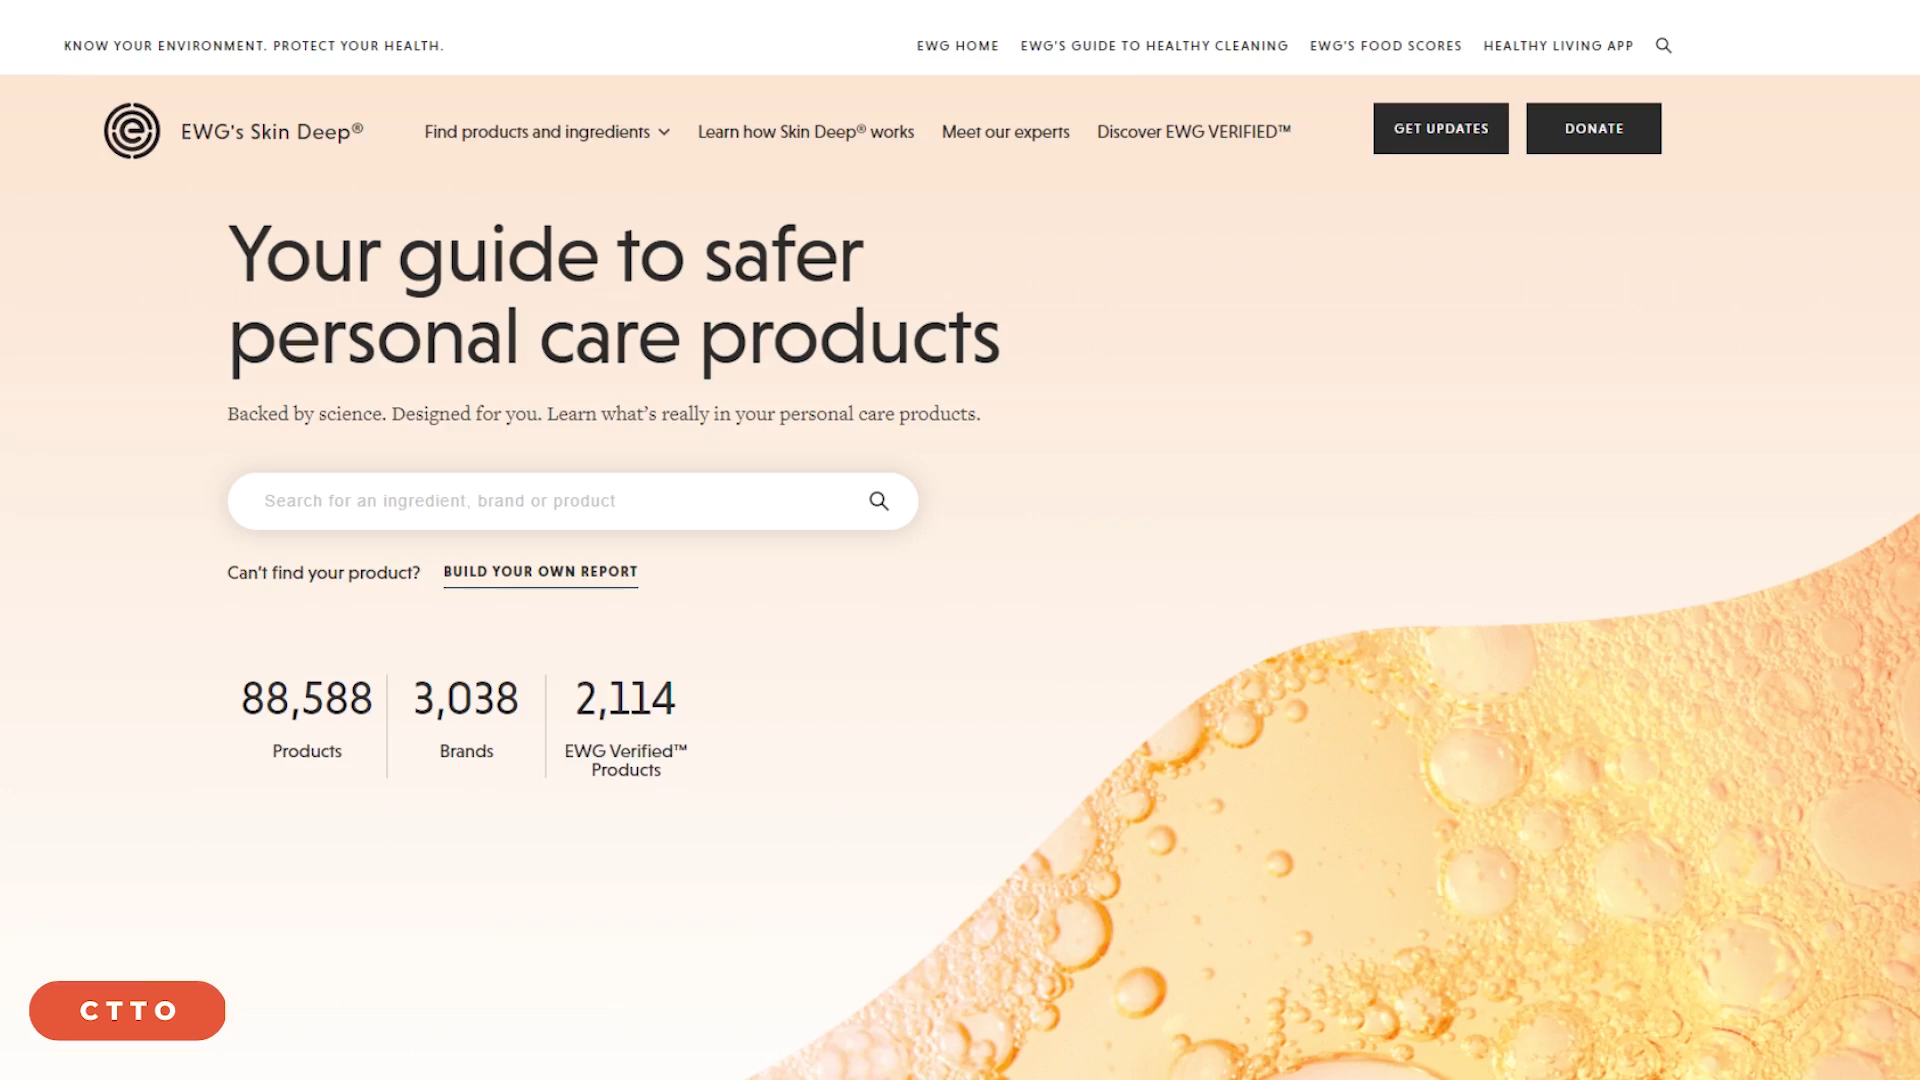 KNOW YOUR ENVIRONMENT. PROTECT YOUR HEALTH.
EWG HOME
EWG'S GUIDE TO HEALTHY CLEANING
EWG'S FOOD SCORES
HEALTHY LIVING APP
EWG's Skin Deep®
Find products and ingredients
Learn how Skin Deep® works
Meet our experts
Discover EWG VERIFIED™
GET UPDATES
DONATE
Your guide to safer
personal care products
Backed by science. Designed for you. Learn what's really in your personal care products.
Search for an ingredient, brand or product
Can't find your product?
BUILD YOUR OWN REPORT
88,588
Products
3,038
Brands
2,114
EWG Verified™
Products
CTTO